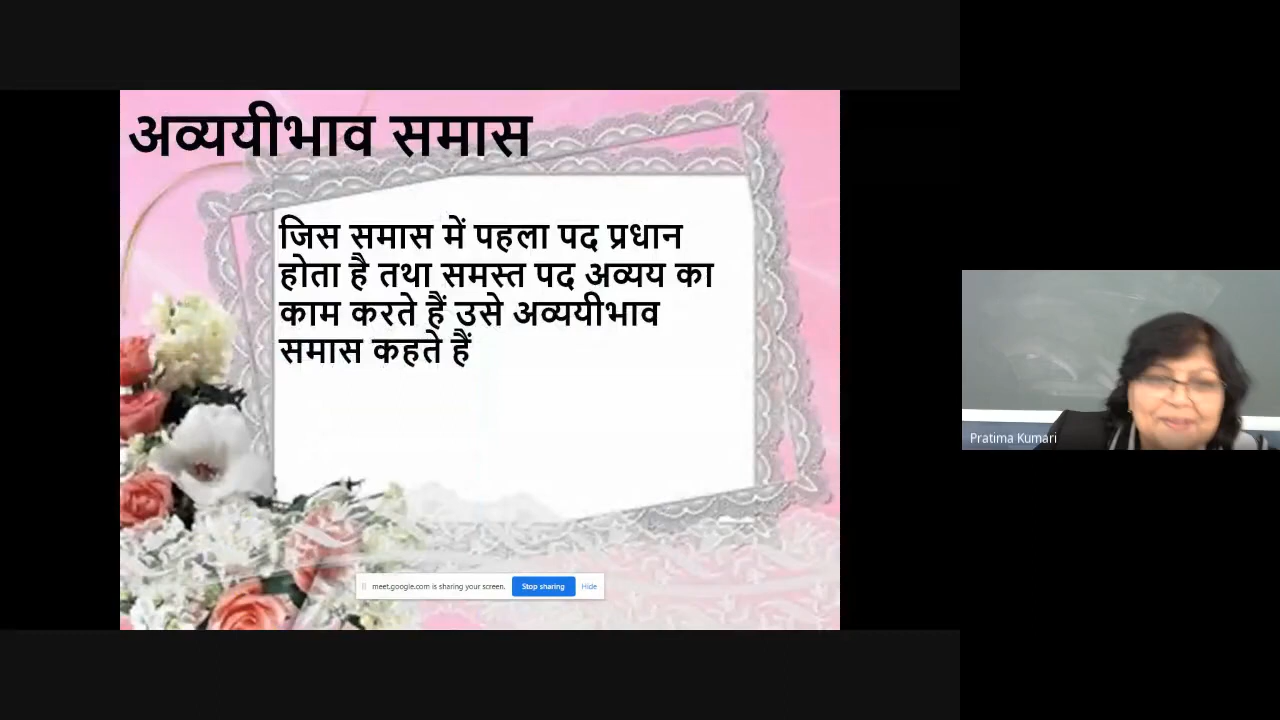 अव्ययीभाव समास
जिस समास में पहला पद प्रधान
होता है तथा समस्त पद अव्यय का
काम करते हैं उसे अव्ययीभाव
समास कहते हैं
meet.google.com is sharing your screen. Stop sharing Hide
Pratima Kumari